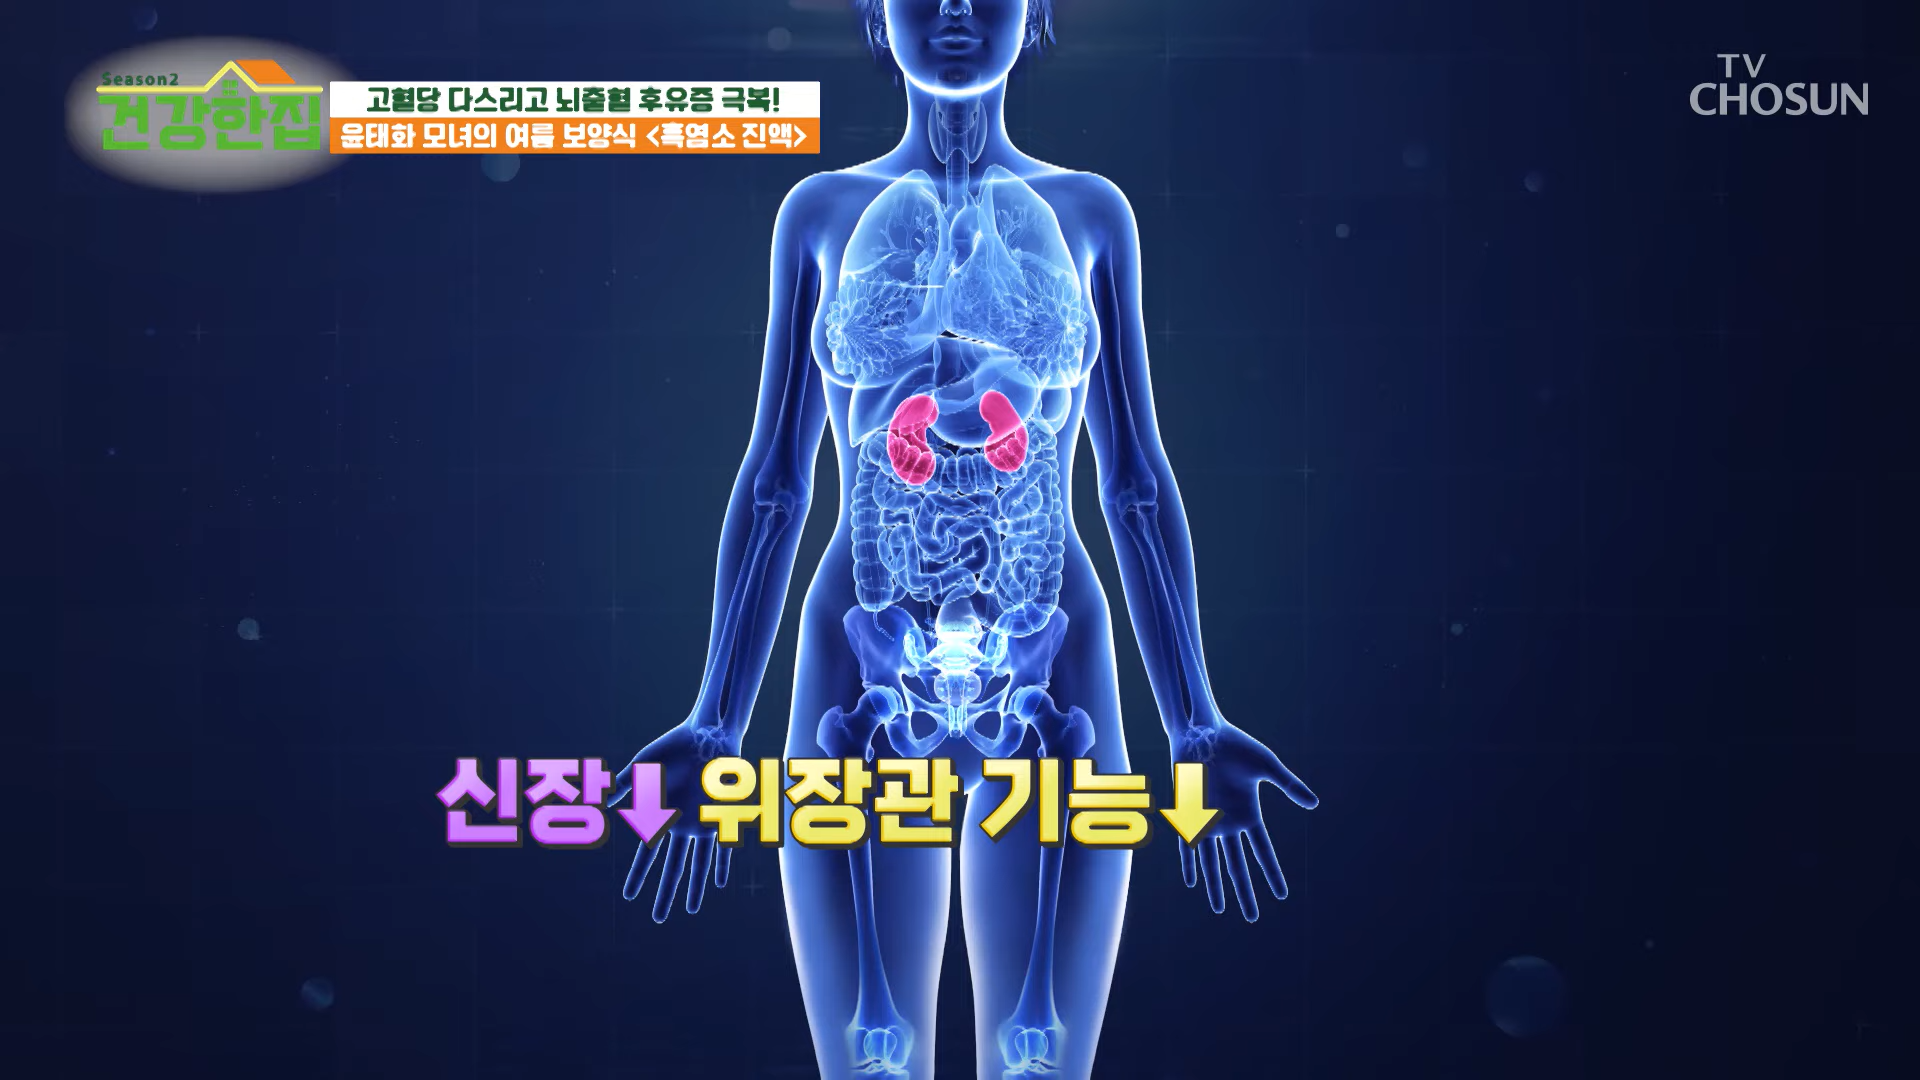 Season2
건강한집
고혈당 다스리고 뇌출혈 후유증 극복!
윤태화 모녀의 여름 보양식 <흑염소 진액>
TV
CHOSUN
신장↓ 위장관 기능↓